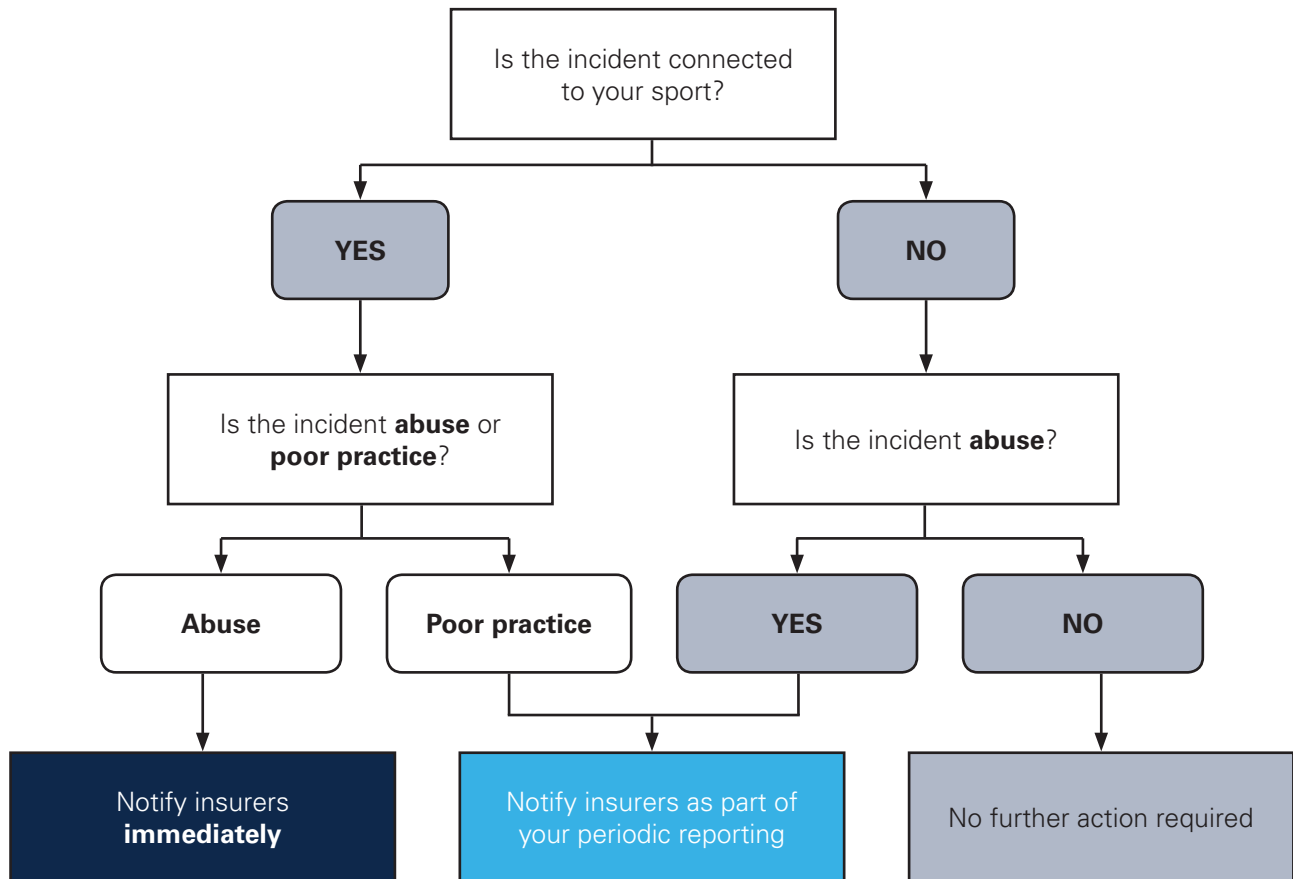 Is the incident connected
to your sport?
YES
NO
Is the incident abuse or
poor practice?
Is the incident abuse?
Abuse
Poor practice
YES
NO
Notify insurers
immediately
Notify insurers as part of
your periodic reporting
No further action required